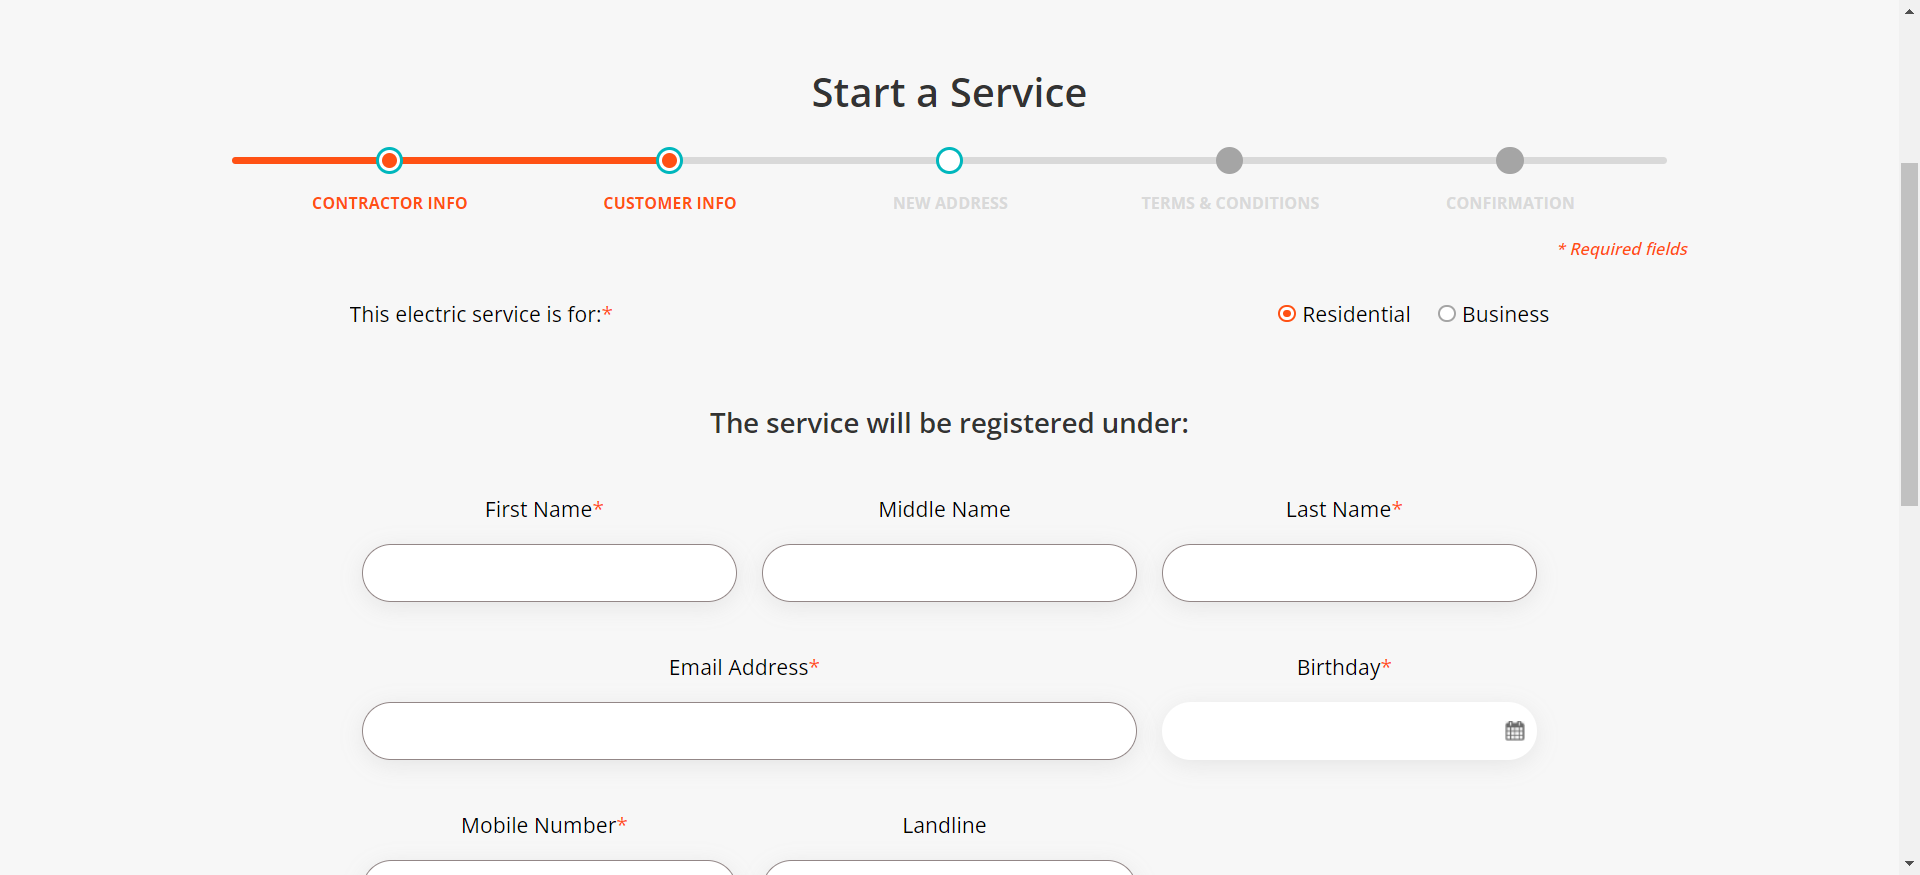 Start a Service
CONTRACTOR INFO
CUSTOMER INFO
NEW ADDRESS
TERMS & CONDITIONS
CONFIRMATION
* Required fields
This electric service is for:*
Residential
Business
The service will be registered under:
First Name*
Middle Name
Last Name*
Email Address*
Birthday*
Mobile Number*
Landline